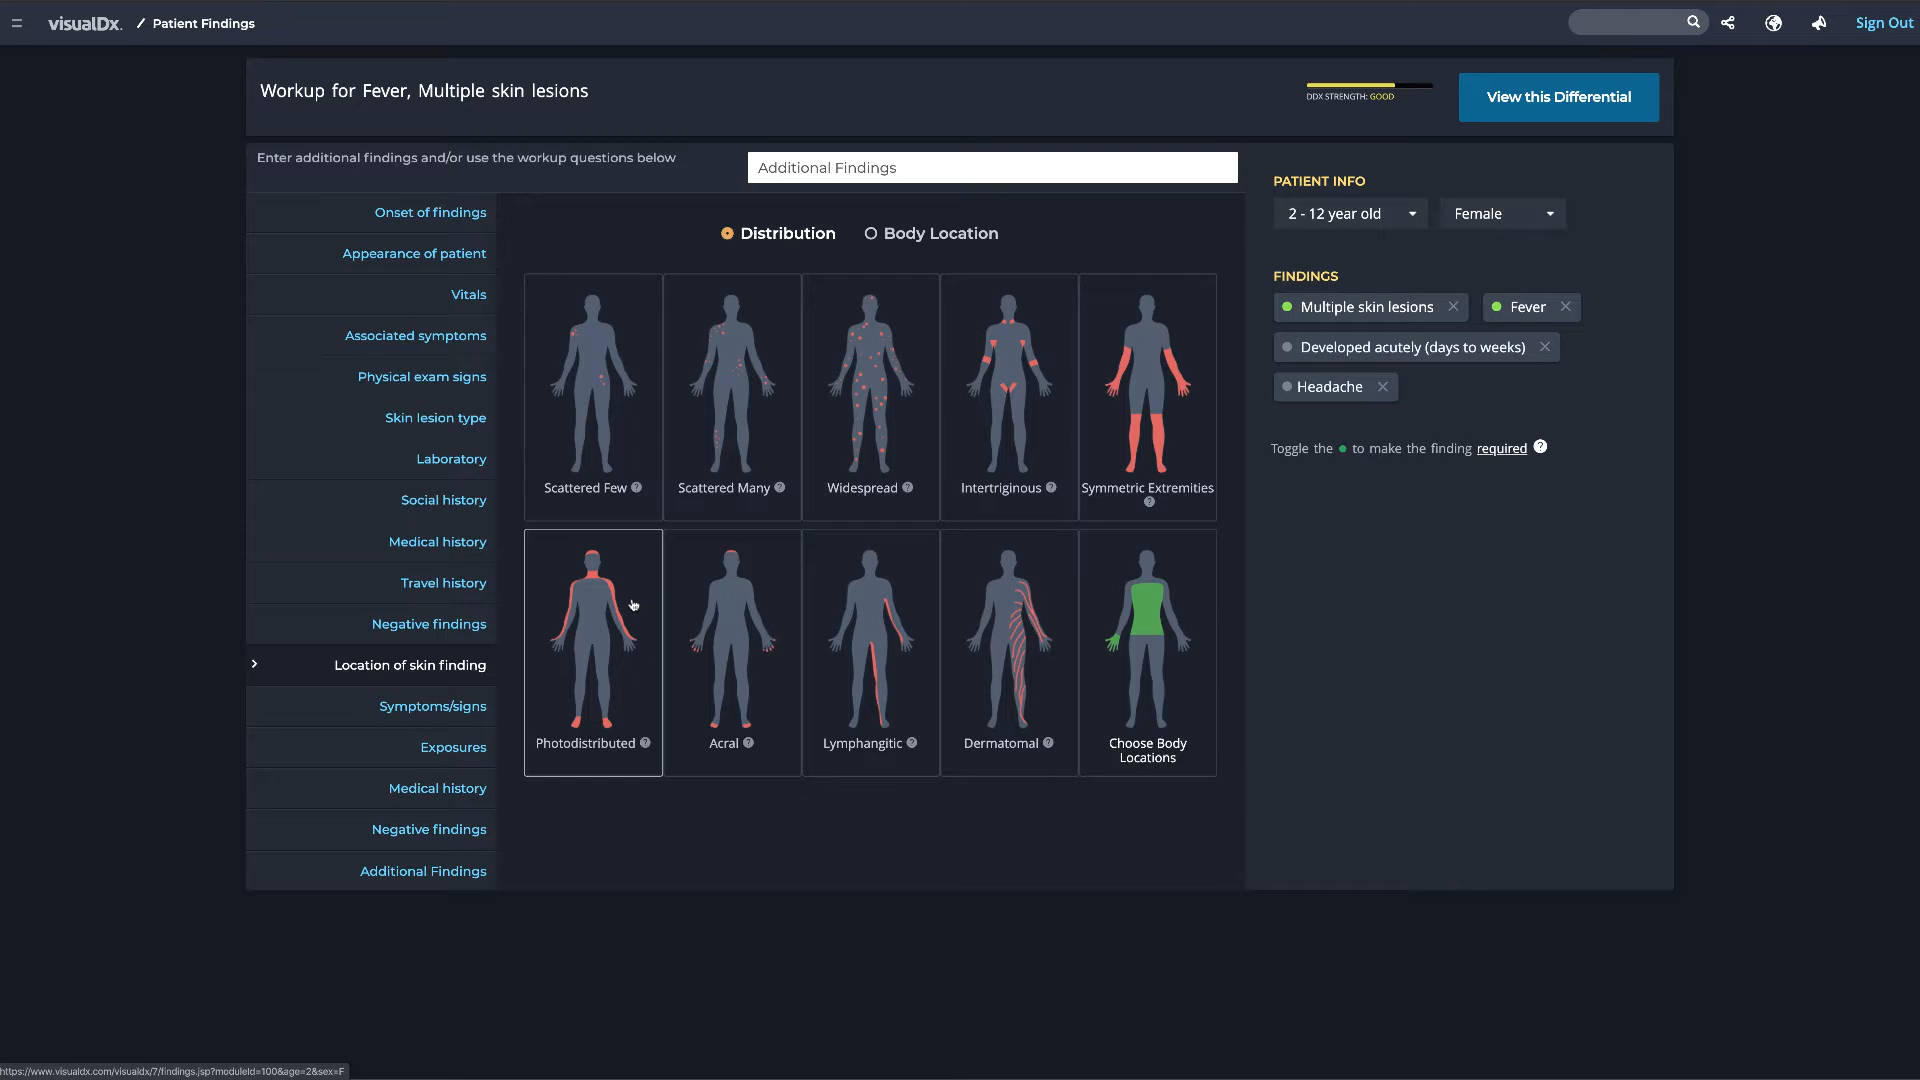 visualDx. / Patient Findings
Sign Out
Workup for Fever, Multiple skin lesions
DDX STRENGTH: GOOD
View this Differential
Enter additional findings and/or use the workup questions below
Additional Findings
Onset of findings
Appearance of patient
Vitals
Associated symptoms
Physical exam signs
Skin lesion type
Laboratory
Social history
Medical history
Travel history
Negative findings
Location of skin finding
Symptoms/signs
Exposures
Medical history
Negative findings
Additional Findings
Distribution
Body Location
Scattered Few ?
Scattered Many ?
Widespread ?
Intertriginous ?
Symmetric Extremities
?
Photodistributed ?
Acral ?
Lymphangitic ?
Dermatomal ?
Choose Body
Locations
PATIENT INFO
2 - 12 year old
Female
FINDINGS
Multiple skin lesions
Fever
Developed acutely (days to weeks)
Headache
Toggle the to make the finding required ?
https://www.visualdx.com/visualdx/7/findings.jsp?moduleId=100&age=2&sex=F